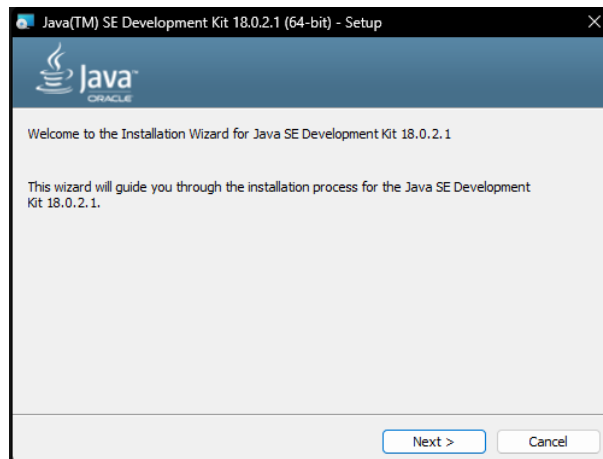 Java(TM) SE Development Kit 18.0.2.1 (64-bit) - Setup
Java™
ORACLE
Welcome to the Installation Wizard for Java SE Development Kit 18.0.2.1
This wizard will guide you through the installation process for the Java SE Development
Kit 18.0.2.1.
Next >
Cancel